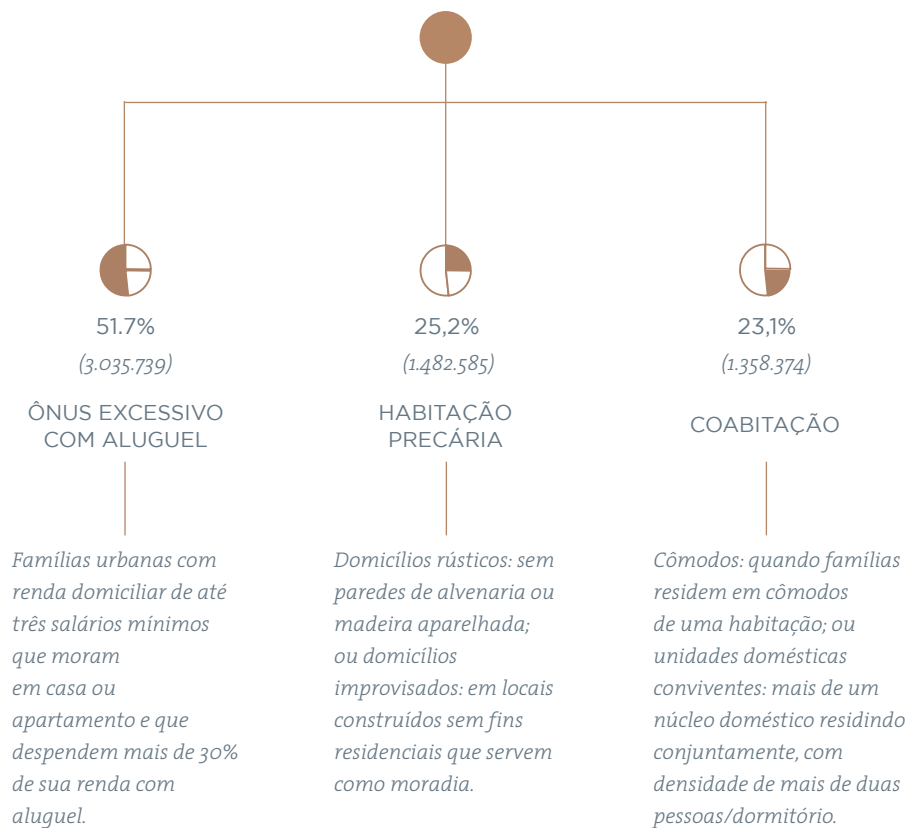 51.7%
(3.035.739)
ÔNUS EXCESSIVO
COM ALUGUEL
Famílias urbanas com
renda domiciliar de até
três salários mínimos
que moram
em casa ou
apartamento e que
despendem mais de 30%
de sua renda com
aluguel.
25,2%
(1.482.585)
HABITAÇÃO
PRECÁRIA
Domicílios rústicos: sem
paredes de alvenaria ou
madeira aparelhada;
ou domicílios
improvisados: em locais
construídos sem fins
residenciais que servem
como moradia.
23,1%
(1.358.374)
COABITAÇÃO
Cômodos: quando famílias
residem em cômodos
de uma habitação; ou
unidades domésticas
conviventes: mais de um
núcleo doméstico residindo
conjuntamente, com
densidade de mais de duas
pessoas/dormitório.